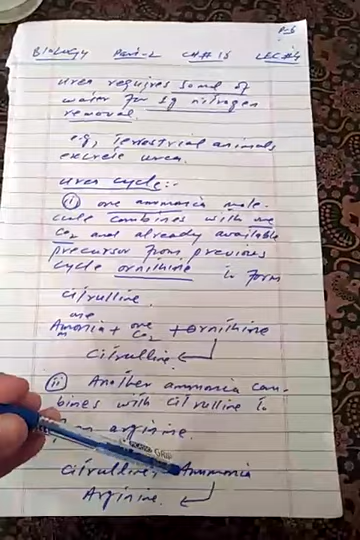 P-6
BIOLOGY Part-2 CH#15 LEC#4
Urea requires 50ml of
water for 1g nitrogen
removal.
e.g, Terrestrial animals
excrete urea.
Urea cycle:-
(i) one ammonia mole-
cule combines with one
CO2 and already available
precursor from previous
cycle ornithine to form
citrulline.
one
Ammonia + one CO2 + ornithine
Citrulline
(ii) Another ammonia com-
bines with citrulline to
arginine.
GRIP
Citrulline + Ammonia
Arginine.